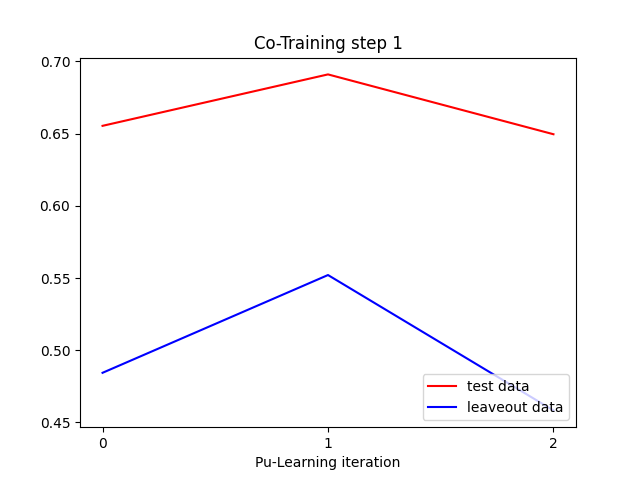 Co-Training step 1
0.70
0.65
0.60
0.55
0.50
0.45
test data
leaveout data
0 1 2
Pu-Learning iteration